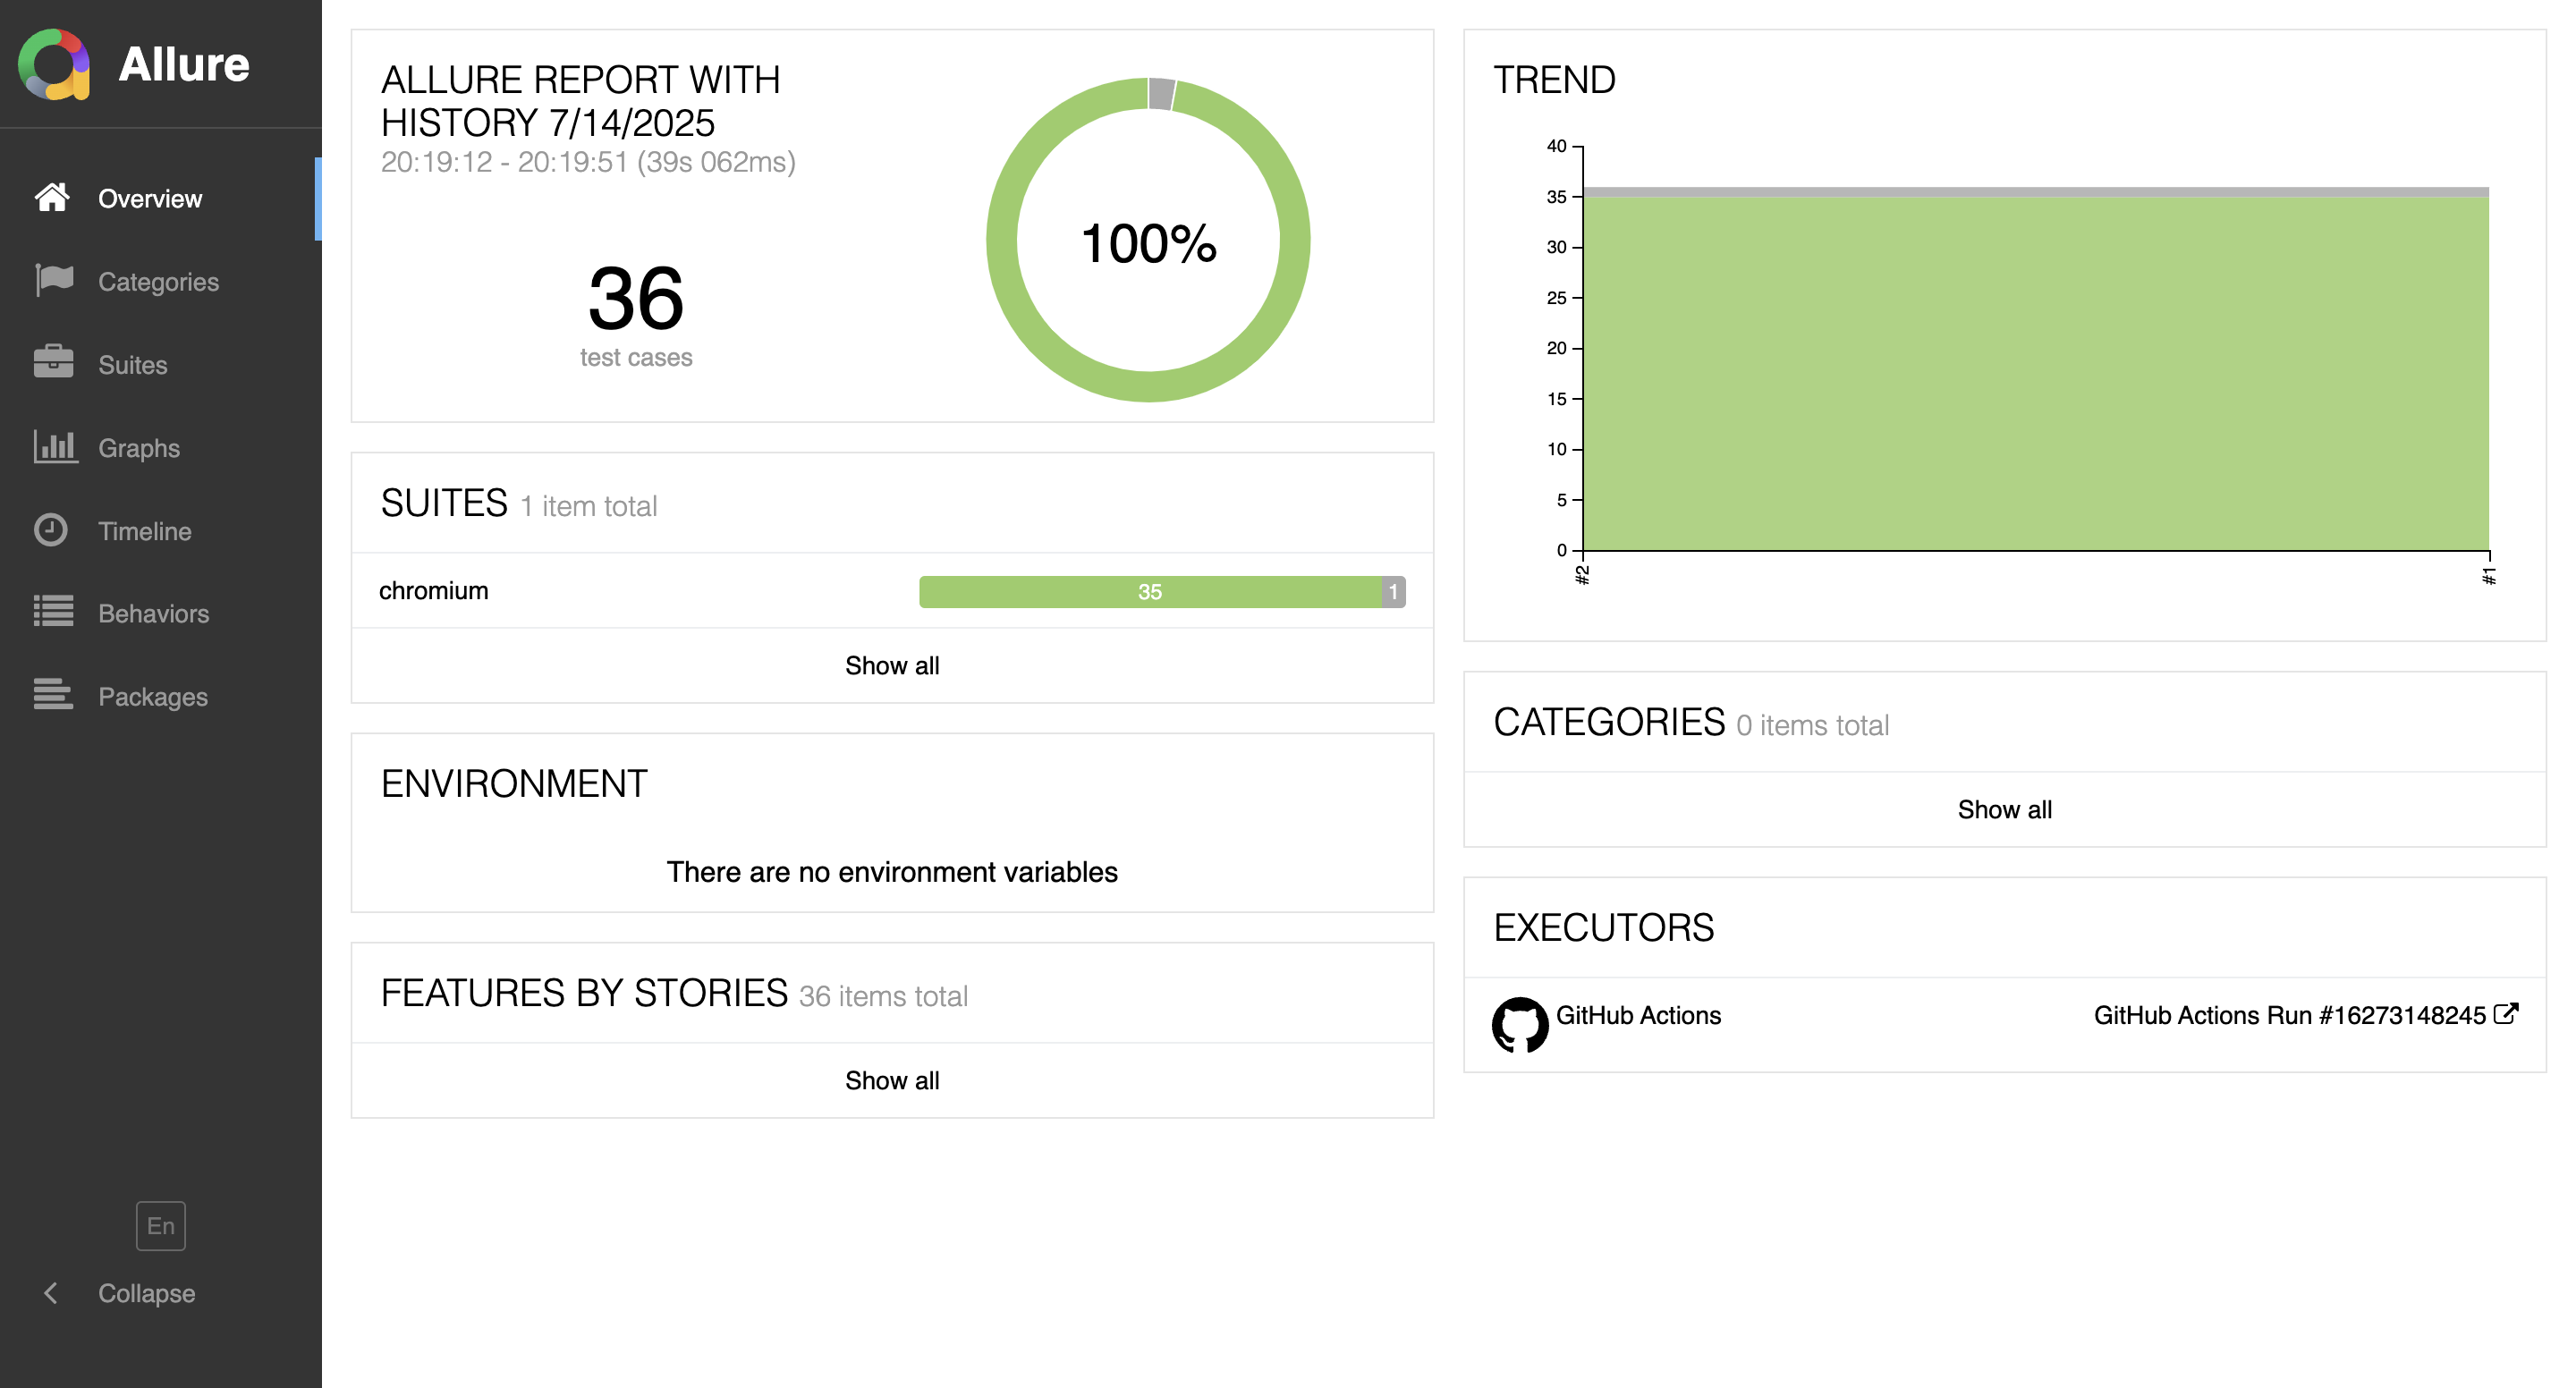 Allure
Overview
Categories
Suites
Graphs
Timeline
Behaviors
Packages
En
Collapse
ALLURE REPORT WITH
HISTORY 7/14/2025
20:19:12 - 20:19:51 (39s 062ms)
36
test cases
100%
SUITES 1 item total
chromium 35 1
Show all
ENVIRONMENT
There are no environment variables
FEATURES BY STORIES 36 items total
Show all
TREND
40
35
30
25
20
15
10
5
0
#2 #1
CATEGORIES 0 items total
Show all
EXECUTORS
GitHub Actions GitHub Actions Run #16273148245